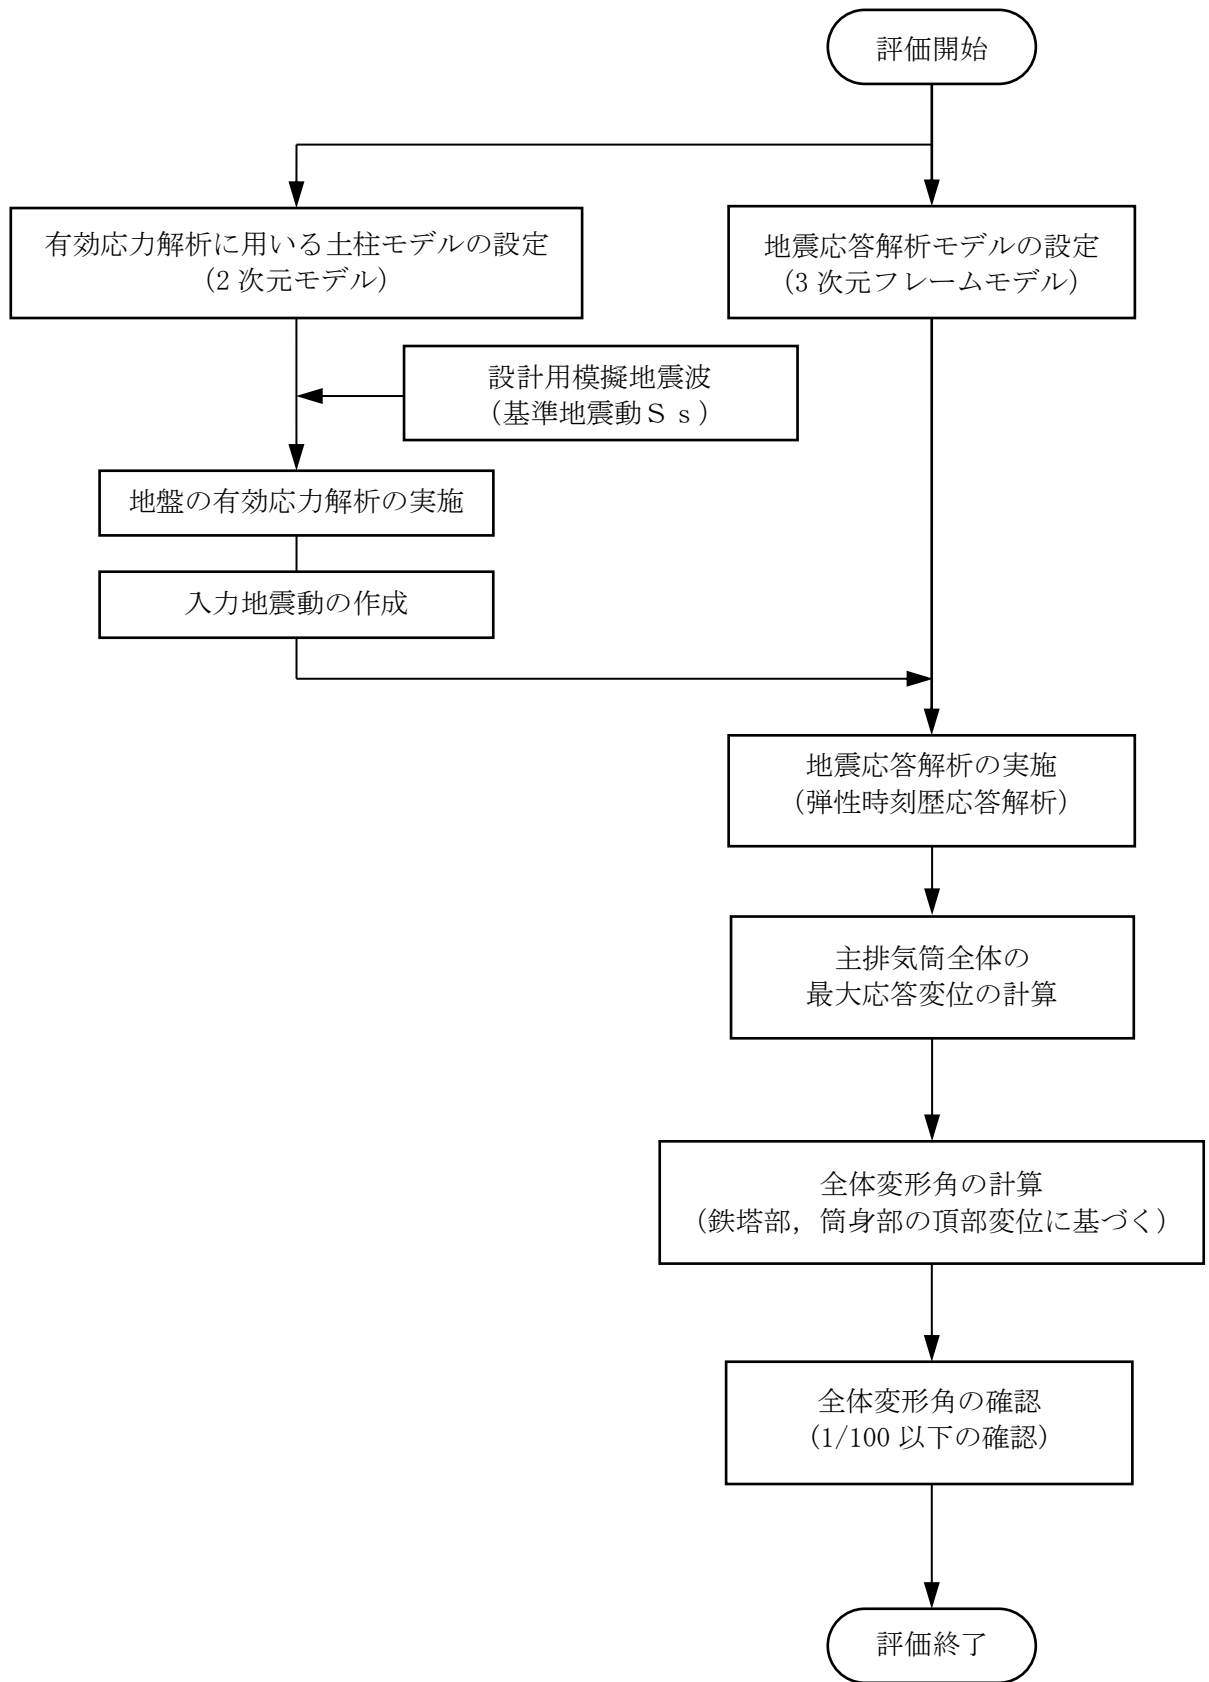 評価開始
有効応力解析に用いる土柱モデルの設定
（2 次元モデル）
地震応答解析モデルの設定
（3 次元フレームモデル）
設計用模擬地震波
（基準地震動Ｓｓ）
地盤の有効応力解析の実施
入力地震動の作成
地震応答解析の実施
（弾性時刻歴応答解析）
主排気筒全体の
最大応答変位の計算
全体変形角の計算
（鉄塔部，筒身部の頂部変位に基づく）
全体変形角の確認
（1/100 以下の確認）
評価終了